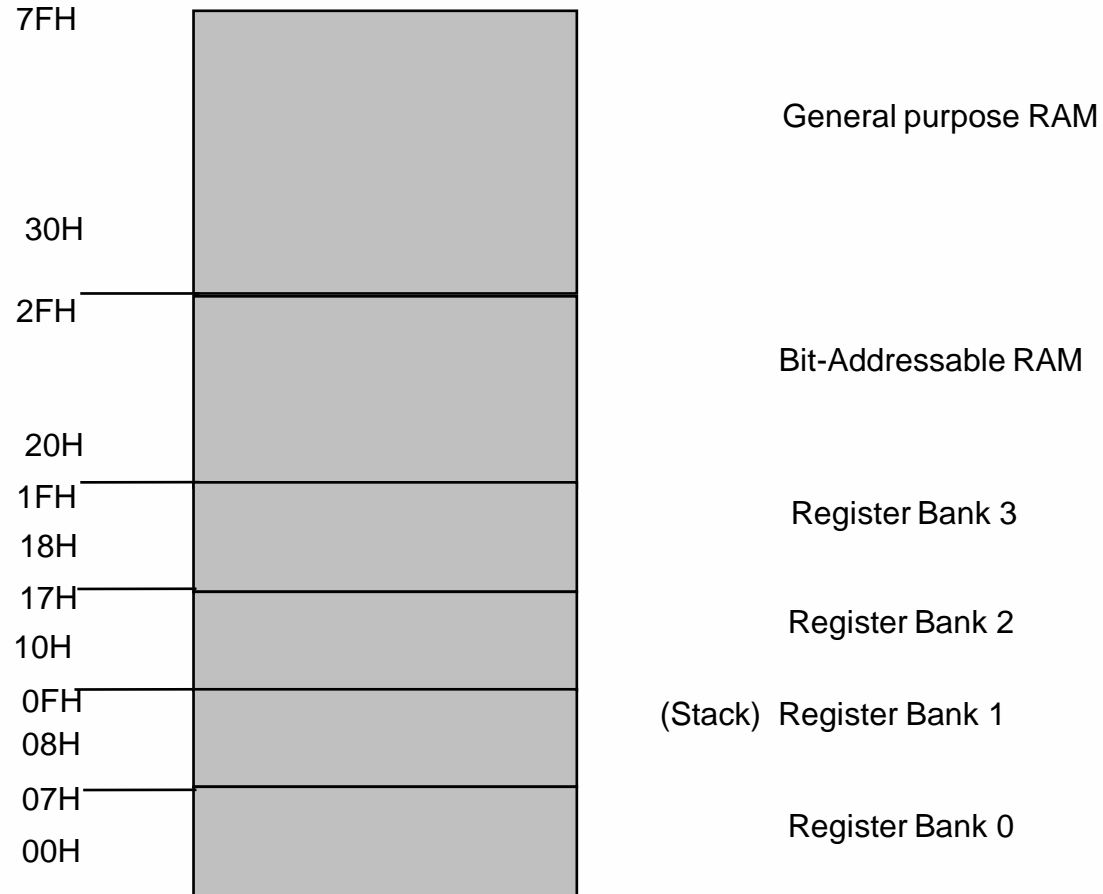 7FH
General purpose RAM
30H
2FH
Bit-Addressable RAM
20H
1FH
Register Bank 3
18H
17H
Register Bank 2
10H
0FH
(Stack) Register Bank 1
08H
07H
Register Bank 0
00H